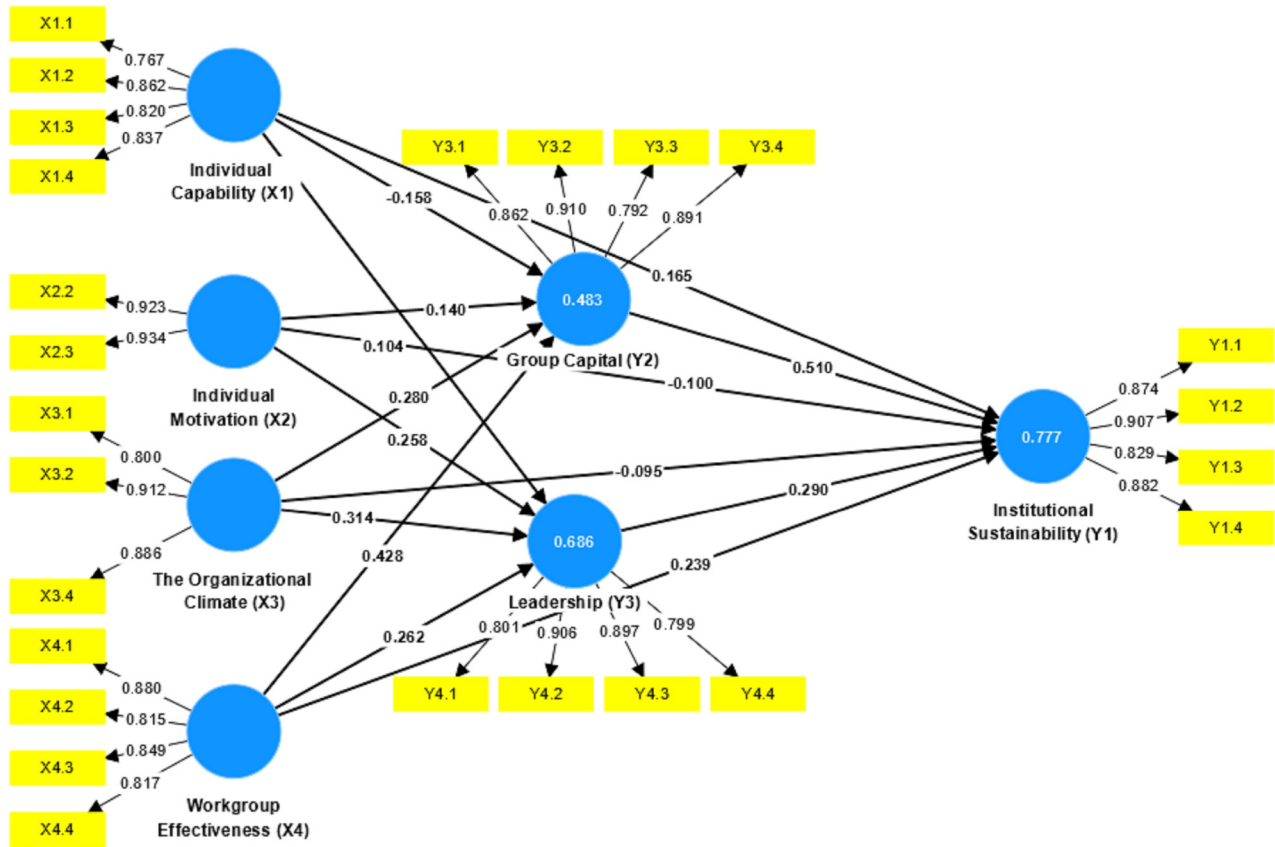 X1.1
0.767
X1.2
0.862
X1.3
0.820
X1.4
0.837
Individual
Capability (X1)
Y3.1
Y3.2
Y3.3
Y3.4
0.862
0.910
0.792
0.891
-0.158
0.165
X2.2
0.923
X2.3
0.934
Individual
Motivation (X2)
0.140
0.104
0.483
Group Capital (Y2)
0.510
-0.100
0.280
0.258
X3.1
0.800
X3.2
0.912
0.886
X3.4
The Organizational
Climate (X3)
-0.095
0.314
0.428
0.686
Leadership (Y3)
0.290
0.239
0.777
Institutional
Sustainability (Y1)
Y1.1
0.874
Y1.2
0.907
Y1.3
0.829
0.882
Y1.4
X4.1
0.880
X4.2
0.815
X4.3
0.849
0.817
X4.4
Workgroup
Effectiveness (X4)
0.262
0.801
0.906
0.897
0.799
Y4.1
Y4.2
Y4.3
Y4.4